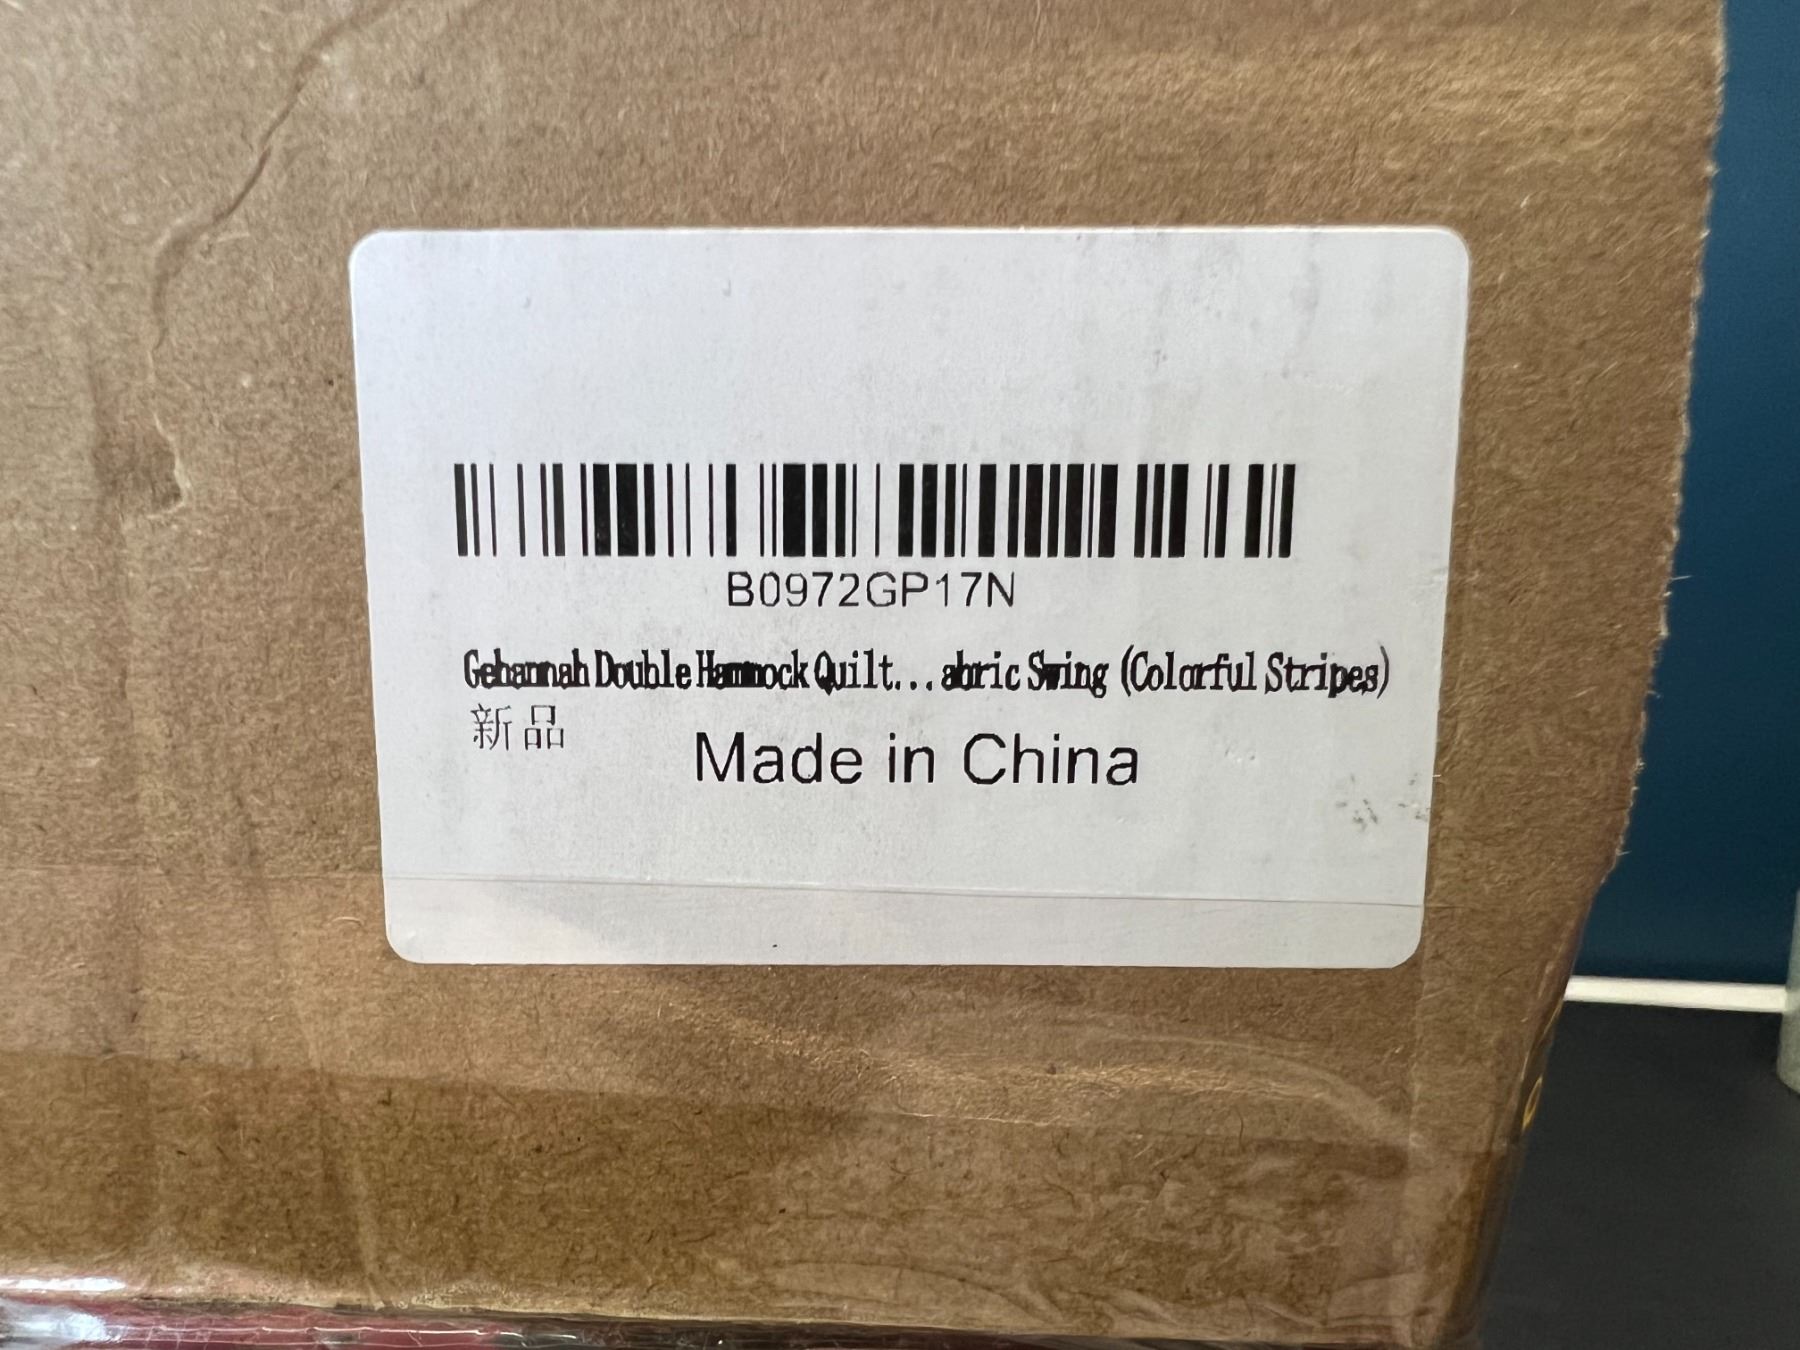 B0972GP17N
Gehannah Double Hammock Quilt...abric Swing (Colorful Stripes)
新品
Made in China